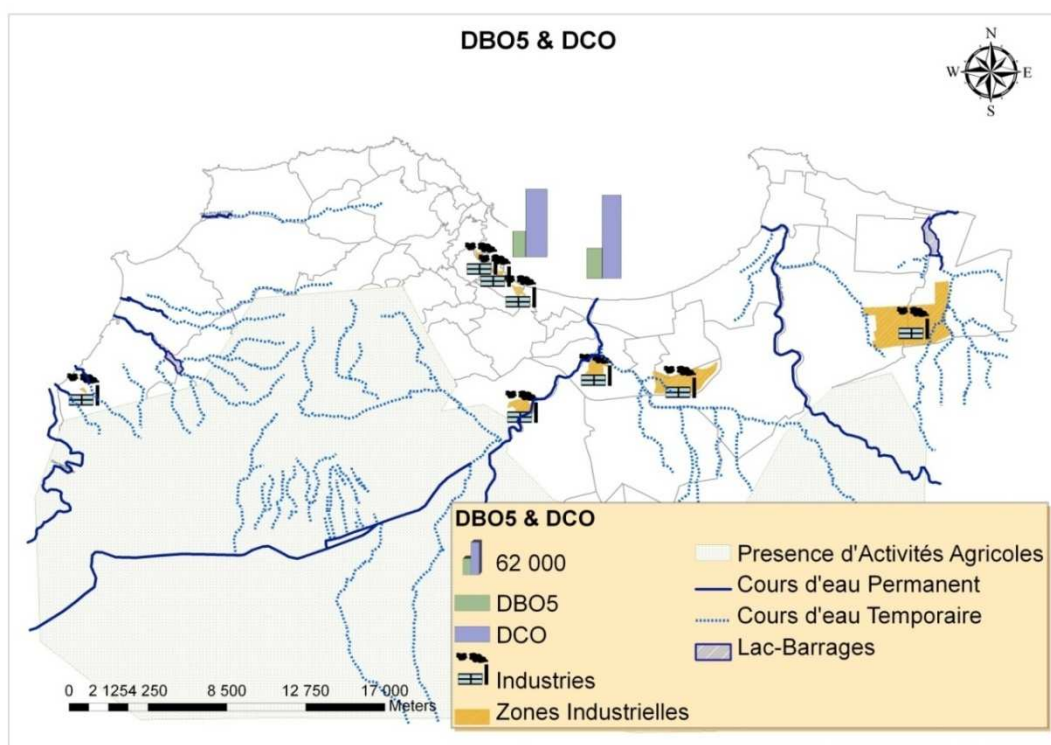 DBO5 & DCO
N
W E
S
DBO5 & DCO
62 000
DBO5
DCO
Industries
Zones Industrielles
Presence d'Activités Agricoles
Cours d'eau Permanent
Cours d'eau Temporaire
Lac-Barrages
0 2 1254 250 8 500 12 750 17 000
Meters